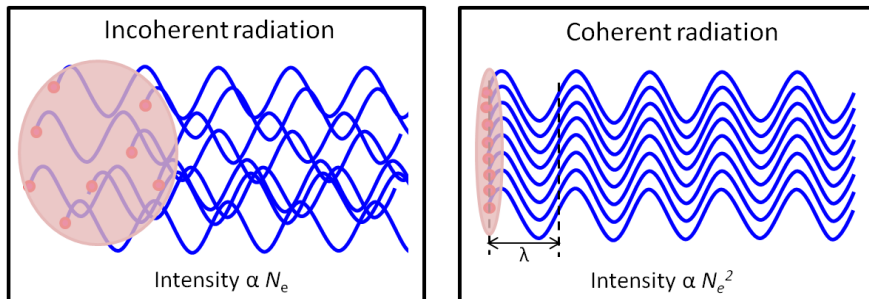 Incoherent radiation
Intensity α Nₑ
Coherent radiation
λ
Intensity α Nₑ²